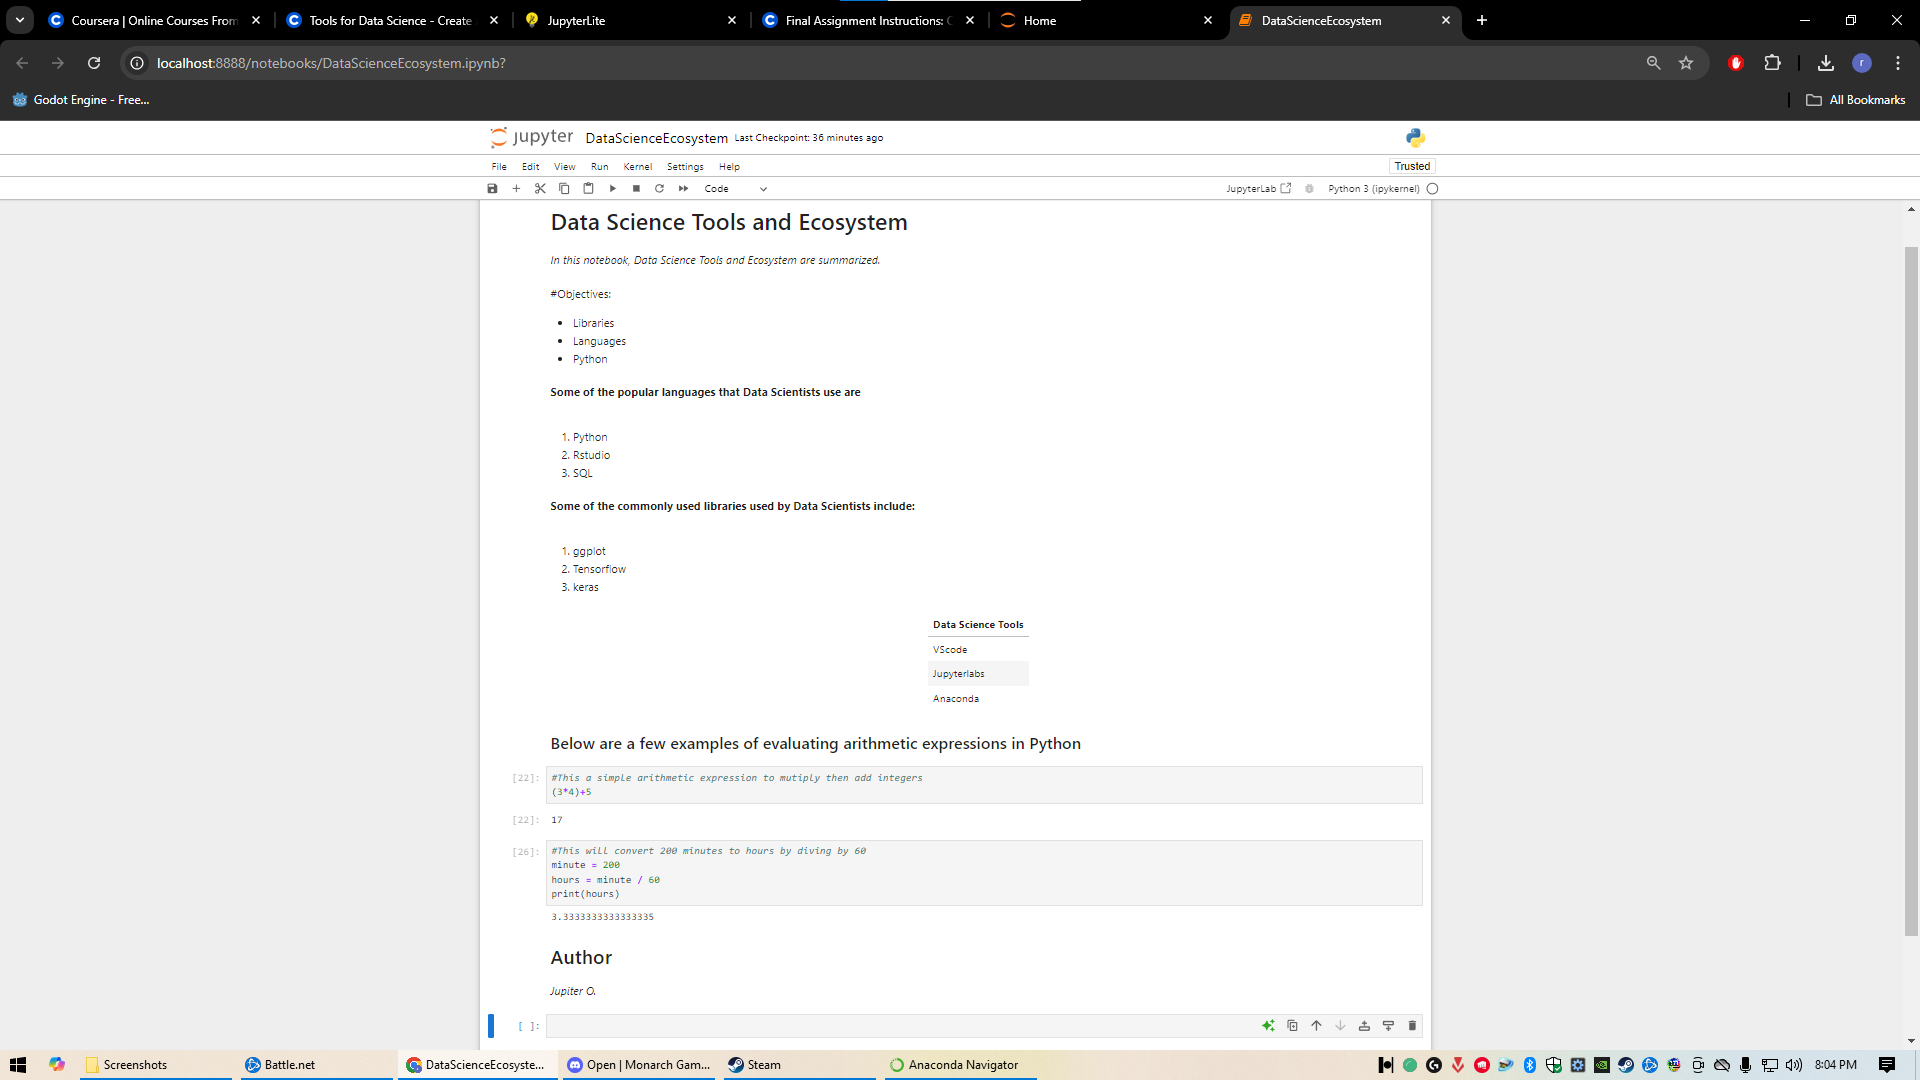 Coursera | Online Courses From
Tools for Data Science - Create
JupyterLite
Final Assignment Instructions: C
Home
DataScienceEcosystem
localhost:8888/notebooks/DataScienceEcosystem.ipynb?
r
Godot Engine - Free...
All Bookmarks
jupyter DataScienceEcosystem Last Checkpoint: 36 minutes ago
File Edit View Run Kernel Settings Help
Trusted
Code
JupyterLab
Python 3 (ipykernel)
Data Science Tools and Ecosystem
In this notebook, Data Science Tools and Ecosystem are summarized.
#Objectives:
• Libraries
• Languages
• Python
Some of the popular languages that Data Scientists use are
1. Python
2. Rstudio
3. SQL
Some of the commonly used libraries used by Data Scientists include:
1. ggplot
2. Tensorflow
3. keras
Data Science Tools
VScode
Jupyterlabs
Anaconda
Below are a few examples of evaluating arithmetic expressions in Python
[22]: #This a simple arithmetic expression to mutiply then add integers
(3*4)+5
[22]: 17
[26]: #This will convert 200 minutes to hours by diving by 60
minute = 200
hours = minute / 60
print(hours)
3.3333333333333335
Author
Jupiter O.
[ ]:
Screenshots
Battle.net
DataScienceEcosyste...
Open | Monarch Gam...
Steam
Anaconda Navigator
8:04 PM